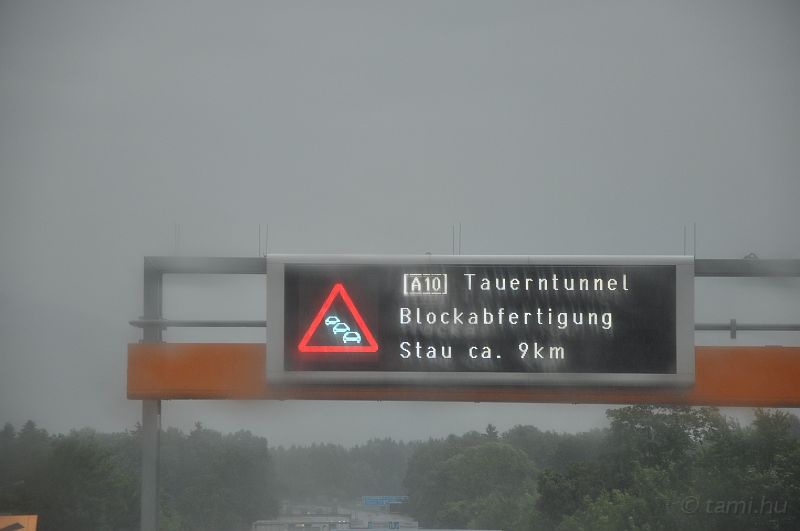 A10 Tauerntunnel
Blockabfertigung
Stau ca. 9km
© tami.hu